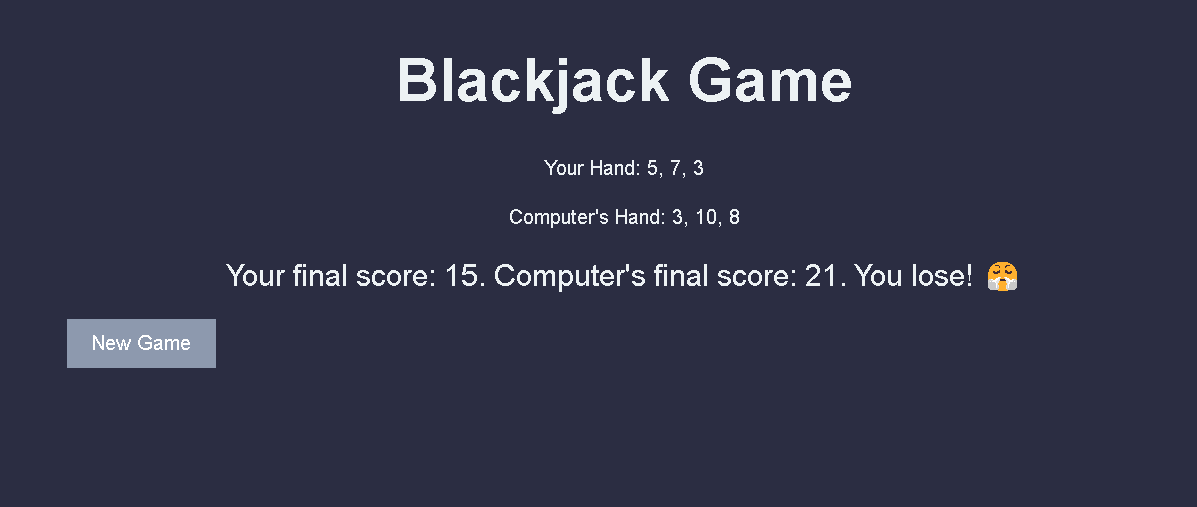 Blackjack Game
Your Hand: 5, 7, 3
Computer's Hand: 3, 10, 8
Your final score: 15. Computer's final score: 21. You lose! 😤
New Game